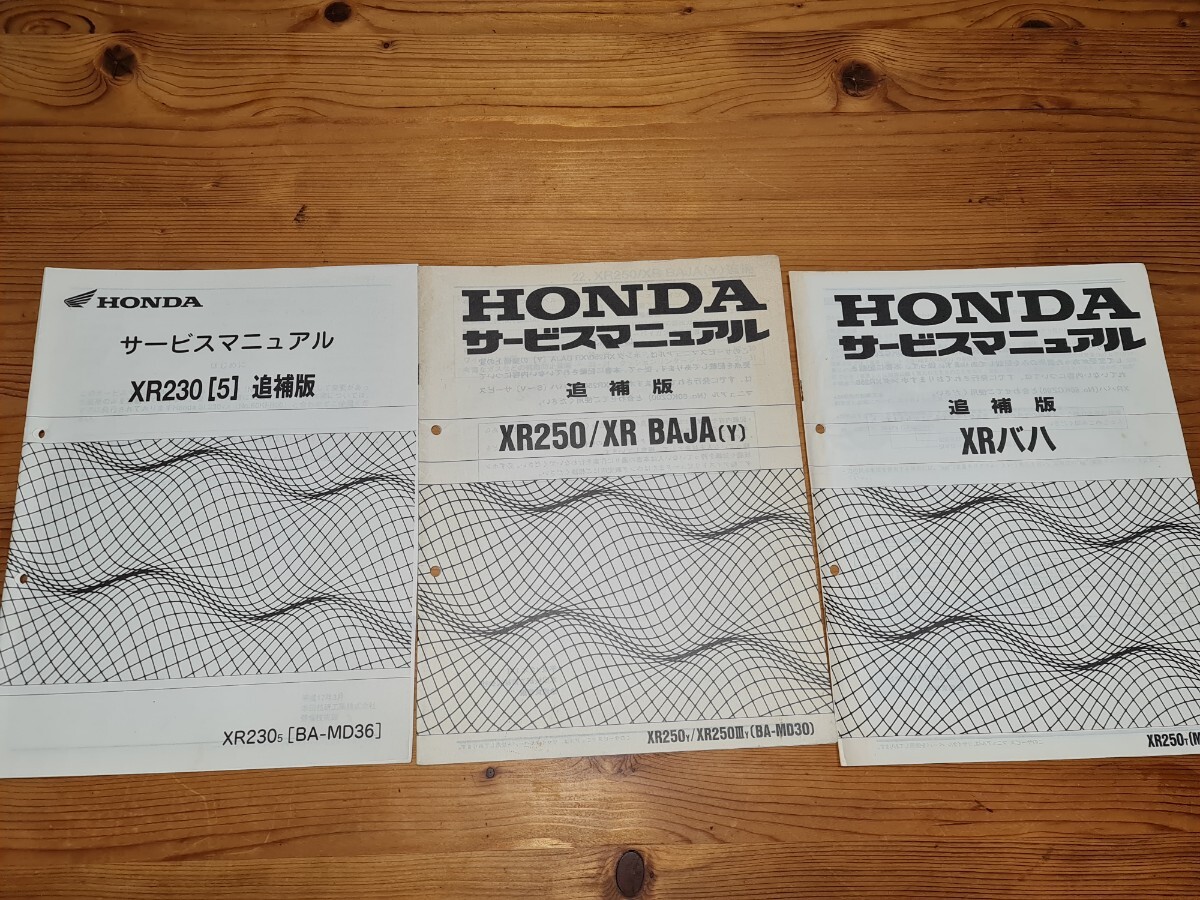 HONDA
サービスマニュアル
XR230 [5] 追補版
XR230₅ [BA-MD36]
HONDA
サービスマニュアル
追補版
XR250/XR BAJA(Y)
XR250Y/XR250ⅢY(BA-MD30)
HONDA
サービスマニュアル
追補版
XRバハ